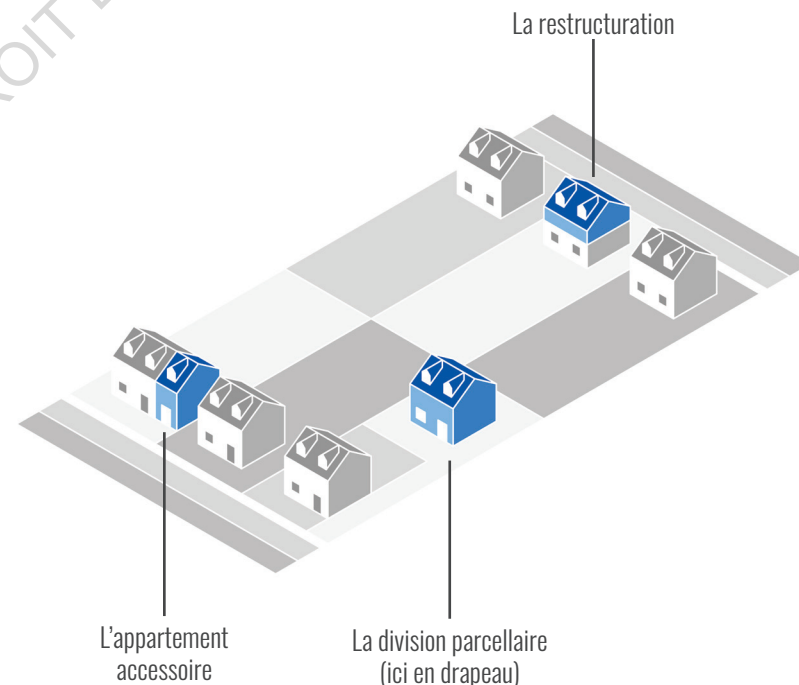 La restructuration
L'appartement
accessoire
La division parcellaire
(ici en drapeau)